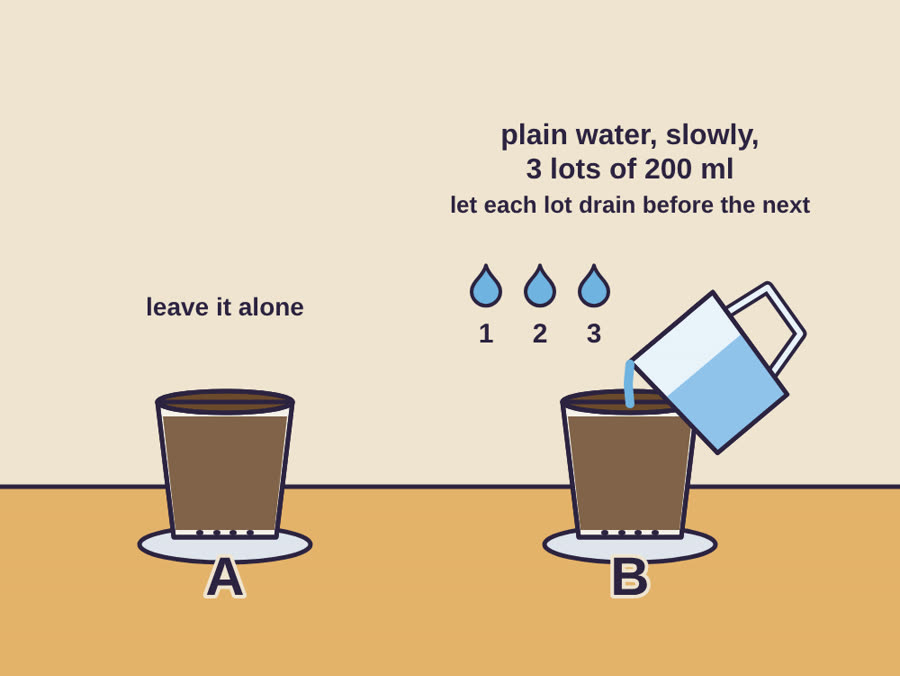 plain water, slowly,
3 lots of 200 ml
let each lot drain before the next
leave it alone
1 2 3
A
B